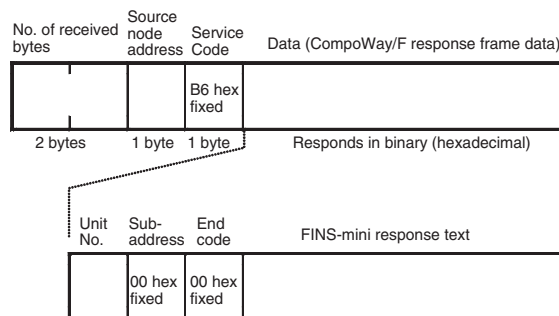 No. of received bytes
Source node address
Service Code
Data (CompoWay/F response frame data)
B6 hex fixed
2 bytes
1 byte
1 byte
Responds in binary (hexadecimal)
Unit No.
Sub-address
End code
FINS-mini response text
00 hex fixed
00 hex fixed